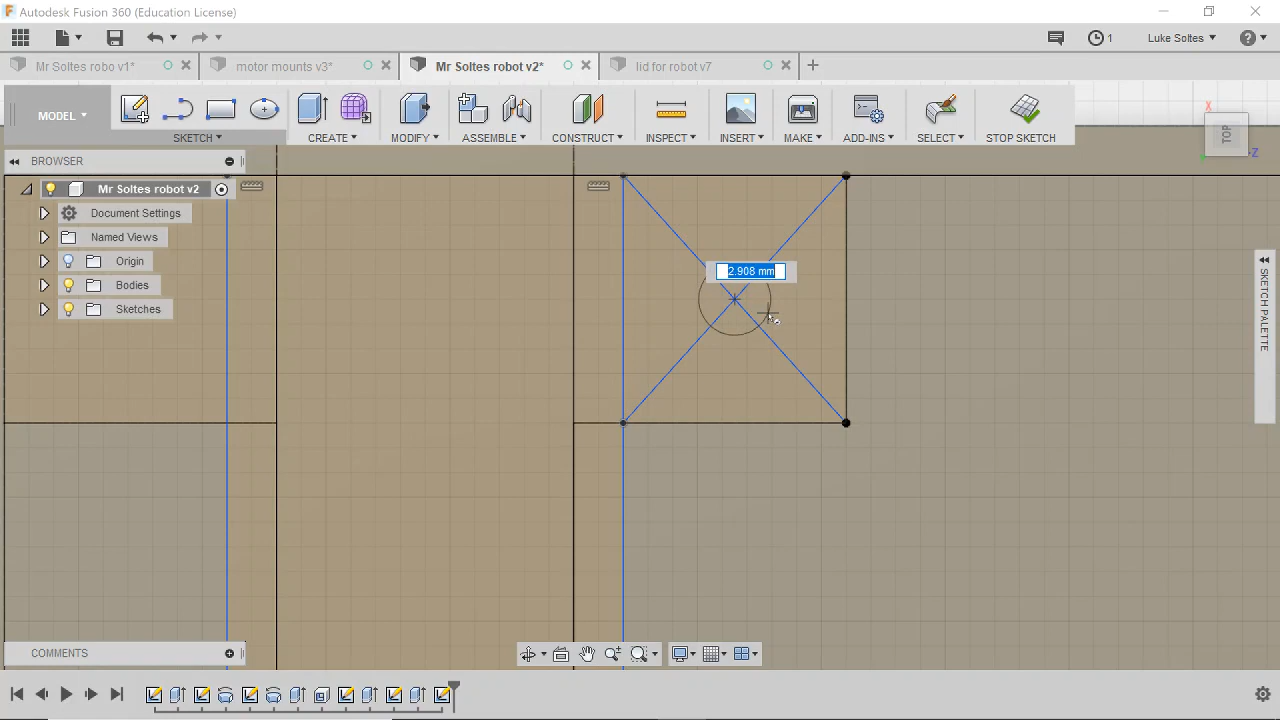 Autodesk Fusion 360 (Education License)
1 Luke Soltes
Mr Soltes robo v1* motor mounts v3* Mr Soltes robot v2* lid for robot v7
MODEL
SKETCH CREATE MODIFY ASSEMBLE CONSTRUCT INSPECT INSERT MAKE ADD-INS SELECT STOP SKETCH
X
TOP
Z
BROWSER
Mr Soltes robot v2
Document Settings
Named Views
Origin
Bodies
Sketches
2.908 mm
SKETCH PALETTE
COMMENTS